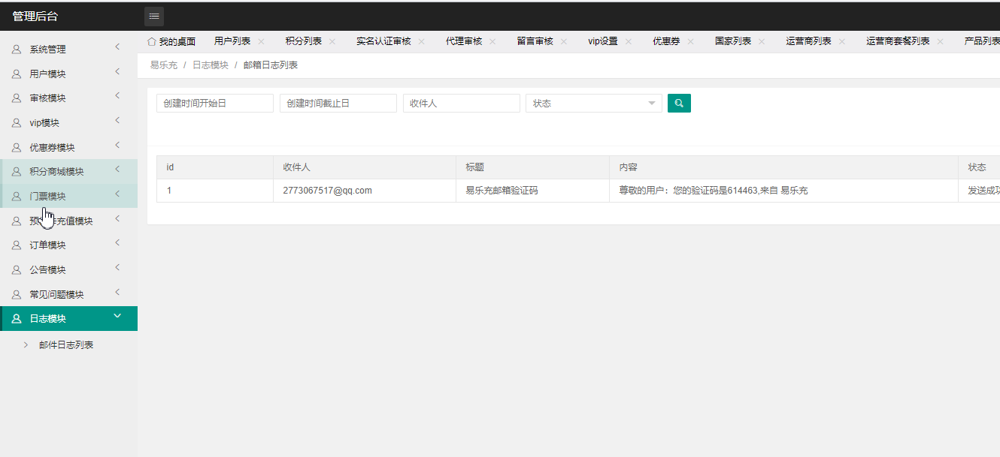 管理后台
系统管理
用户模块
审核模块
vip模块
优惠券模块
积分商城模块
门票模块
充值模块
订单模块
公告模块
常见问题模块
日志模块
邮件日志列表
我的桌面 用户列表 积分列表 实名认证审核 代理审核 留言审核 vip设置 优惠券 国家列表 运营商列表 运营商套餐列表 产品列表
易乐充 / 日志模块 / 邮箱日志列表
创建时间开始日 创建时间截止日 收件人 状态
id 收件人 标题 内容 状态
1 2773067517@qq.com 易乐充邮箱验证码 尊敬的用户：您的验证码是614463,来自 易乐充 发送成功